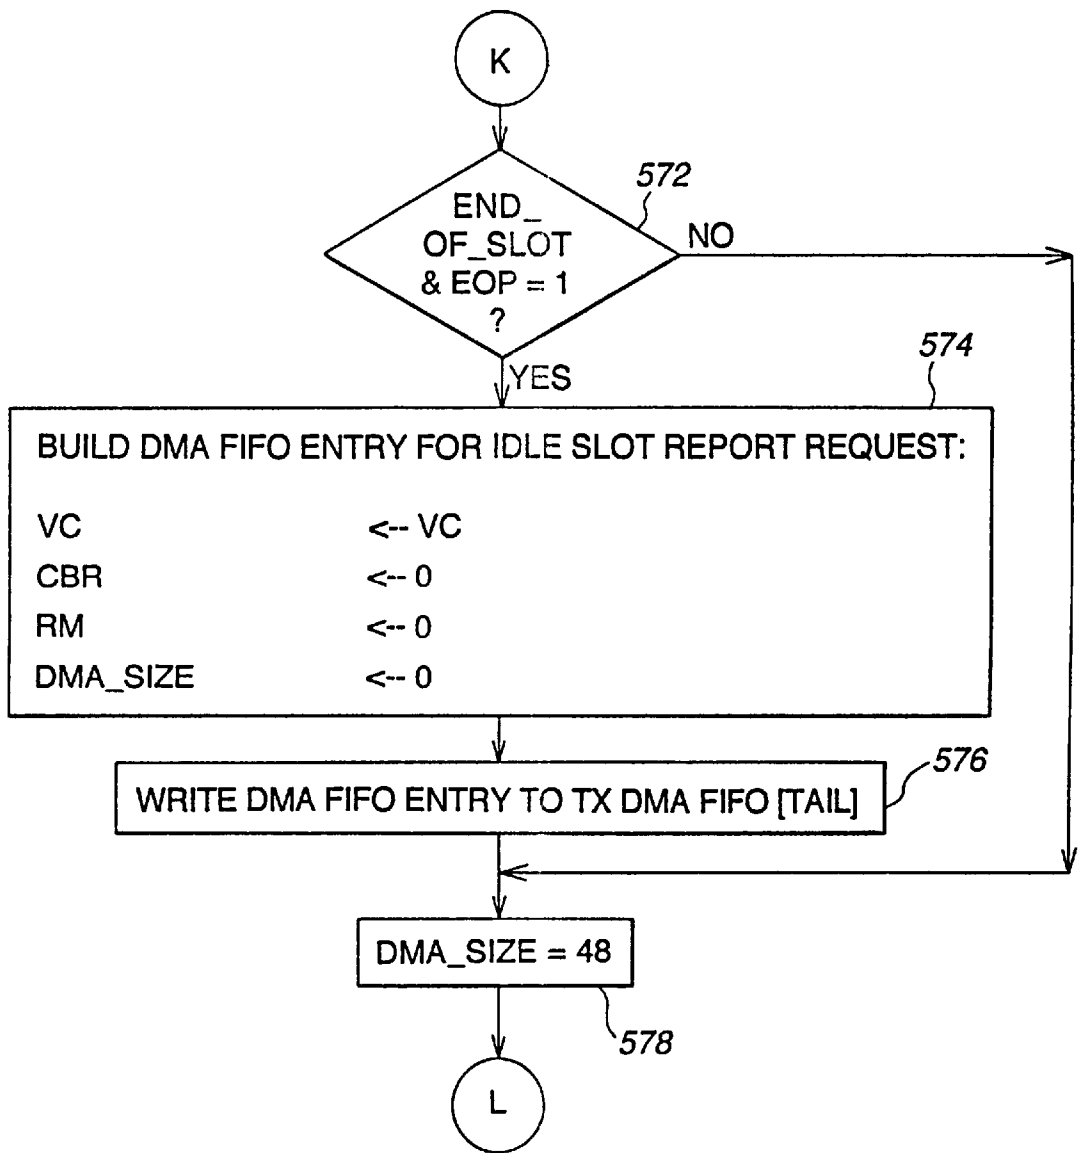 K
572
END_
OF_SLOT
& EOP = 1
?
NO
YES
574
BUILD DMA FIFO ENTRY FOR IDLE SLOT REPORT REQUEST:
VC <-- VC
CBR <-- 0
RM <-- 0
DMA_SIZE <-- 0
576
WRITE DMA FIFO ENTRY TO TX DMA FIFO [TAIL]
DMA_SIZE = 48
578
L